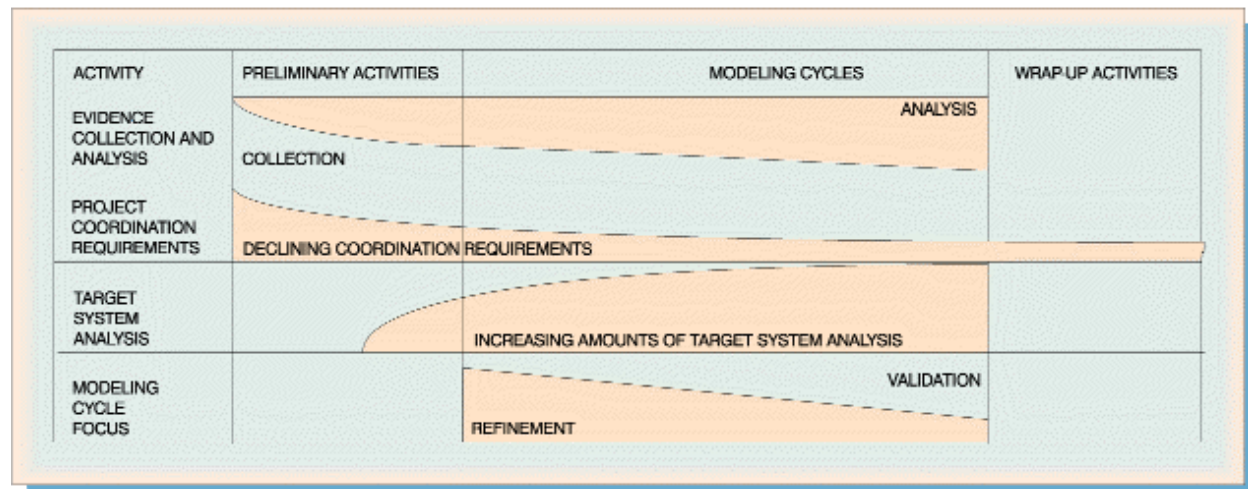 ACTIVITY
PRELIMINARY ACTIVITIES
MODELING CYCLES
WRAP-UP ACTIVITIES
EVIDENCE
COLLECTION AND
ANALYSIS
ANALYSIS
COLLECTION
PROJECT
COORDINATION
REQUIREMENTS
DECLINING COORDINATION REQUIREMENTS
TARGET
SYSTEM
ANALYSIS
INCREASING AMOUNTS OF TARGET SYSTEM ANALYSIS
MODELING
CYCLE
FOCUS
VALIDATION
REFINEMENT